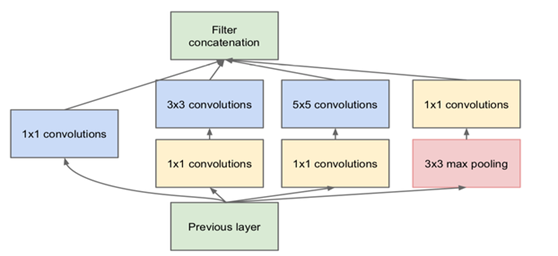 Filter
concatenation
3x3 convolutions
5x5 convolutions
1x1 convolutions
1x1 convolutions
1x1 convolutions
1x1 convolutions
3x3 max pooling
Previous layer